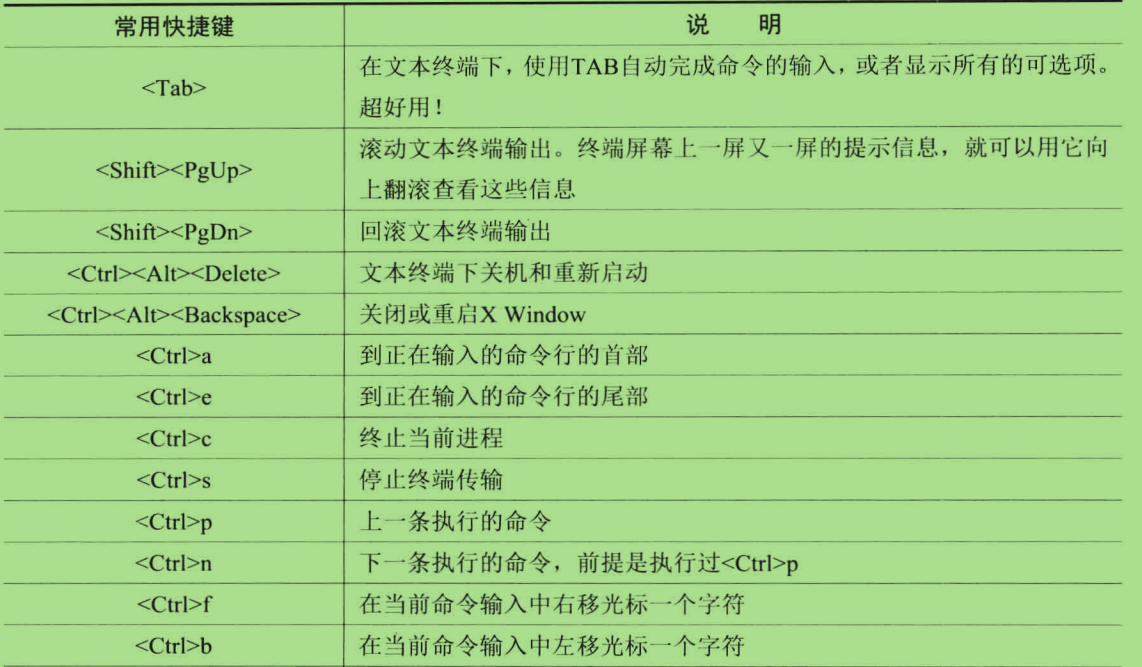 常用快捷键 说 明
<Tab> 在文本终端下，使用TAB自动完成命令的输入，或者显示所有的可选项。
超好用！
<Shift><PgUp> 滚动文本终端输出。终端屏幕上一屏又一屏的提示信息，就可以用它向
上翻滚查看这些信息
<Shift><PgDn> 回滚文本终端输出
<Ctrl><Alt><Delete> 文本终端下关机和重新启动
<Ctrl><Alt><Backspace> 关闭或重启X Window
<Ctrl>a 到正在输入的命令行的首部
<Ctrl>e 到正在输入的命令行的尾部
<Ctrl>c 终止当前进程
<Ctrl>s 停止终端传输
<Ctrl>p 上一条执行的命令
<Ctrl>n 下一条执行的命令，前提是执行过<Ctrl>p
<Ctrl>f 在当前命令输入中右移光标一个字符
<Ctrl>b 在当前命令输入中左移光标一个字符